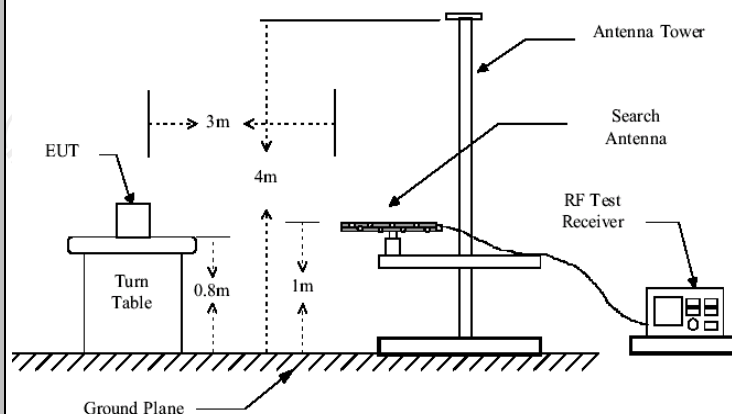 Antenna Tower
3m
Search
Antenna
EUT
4m
RF Test
Receiver
Turn
Table
0.8m
1m
Ground Plane